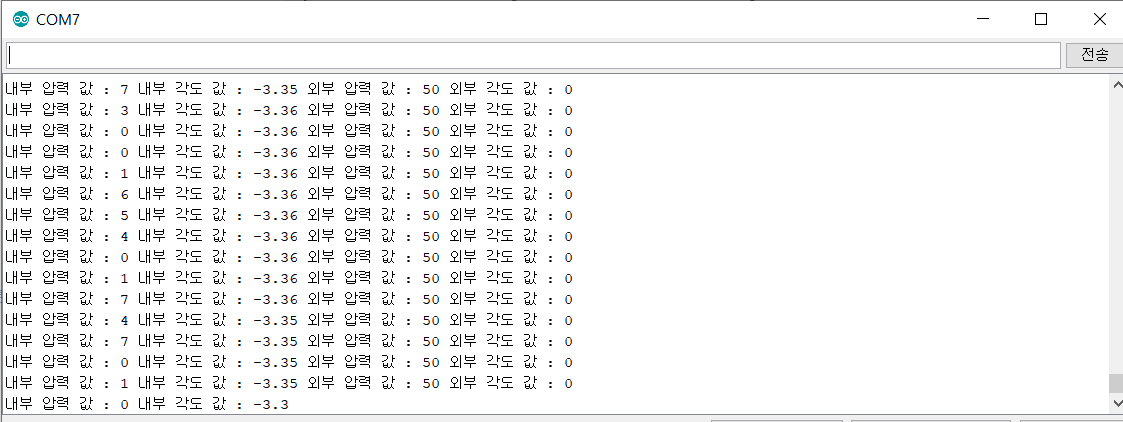 COM7
전송
내부 압력 값 : 7 내부 각도 값 : -3.35 외부 압력 값 : 50 외부 각도 값 : 0
내부 압력 값 : 3 내부 각도 값 : -3.36 외부 압력 값 : 50 외부 각도 값 : 0
내부 압력 값 : 0 내부 각도 값 : -3.36 외부 압력 값 : 50 외부 각도 값 : 0
내부 압력 값 : 0 내부 각도 값 : -3.36 외부 압력 값 : 50 외부 각도 값 : 0
내부 압력 값 : 1 내부 각도 값 : -3.36 외부 압력 값 : 50 외부 각도 값 : 0
내부 압력 값 : 6 내부 각도 값 : -3.36 외부 압력 값 : 50 외부 각도 값 : 0
내부 압력 값 : 5 내부 각도 값 : -3.36 외부 압력 값 : 50 외부 각도 값 : 0
내부 압력 값 : 4 내부 각도 값 : -3.36 외부 압력 값 : 50 외부 각도 값 : 0
내부 압력 값 : 0 내부 각도 값 : -3.36 외부 압력 값 : 50 외부 각도 값 : 0
내부 압력 값 : 1 내부 각도 값 : -3.36 외부 압력 값 : 50 외부 각도 값 : 0
내부 압력 값 : 7 내부 각도 값 : -3.36 외부 압력 값 : 50 외부 각도 값 : 0
내부 압력 값 : 4 내부 각도 값 : -3.35 외부 압력 값 : 50 외부 각도 값 : 0
내부 압력 값 : 7 내부 각도 값 : -3.35 외부 압력 값 : 50 외부 각도 값 : 0
내부 압력 값 : 0 내부 각도 값 : -3.35 외부 압력 값 : 50 외부 각도 값 : 0
내부 압력 값 : 1 내부 각도 값 : -3.35 외부 압력 값 : 50 외부 각도 값 : 0
내부 압력 값 : 0 내부 각도 값 : -3.3